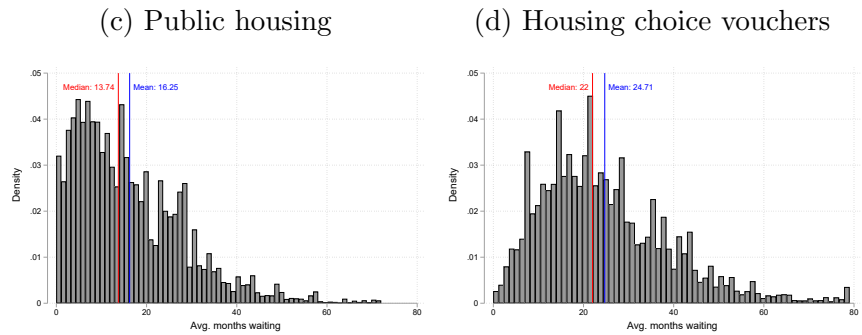 (c) Public housing
(d) Housing choice vouchers
.05
Median: 13.74
Mean: 16.25
.04
.03
Density
.02
.01
0
0 20 40 60 80
Avg. months waiting
.05
Median: 22
Mean: 24.71
.04
.03
Density
.02
.01
0
0 20 40 60 80
Avg. months waiting